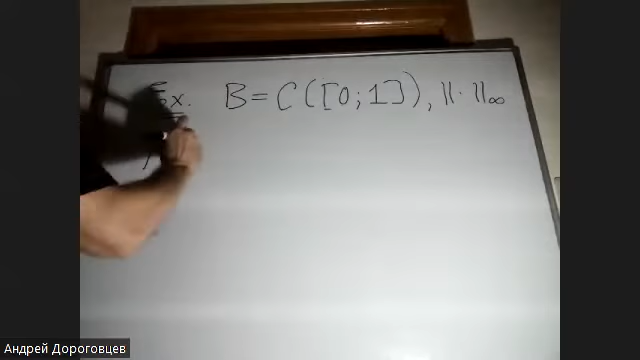 Ex. B = C([0;1]), ||·||∞
Андрей Дороговцев